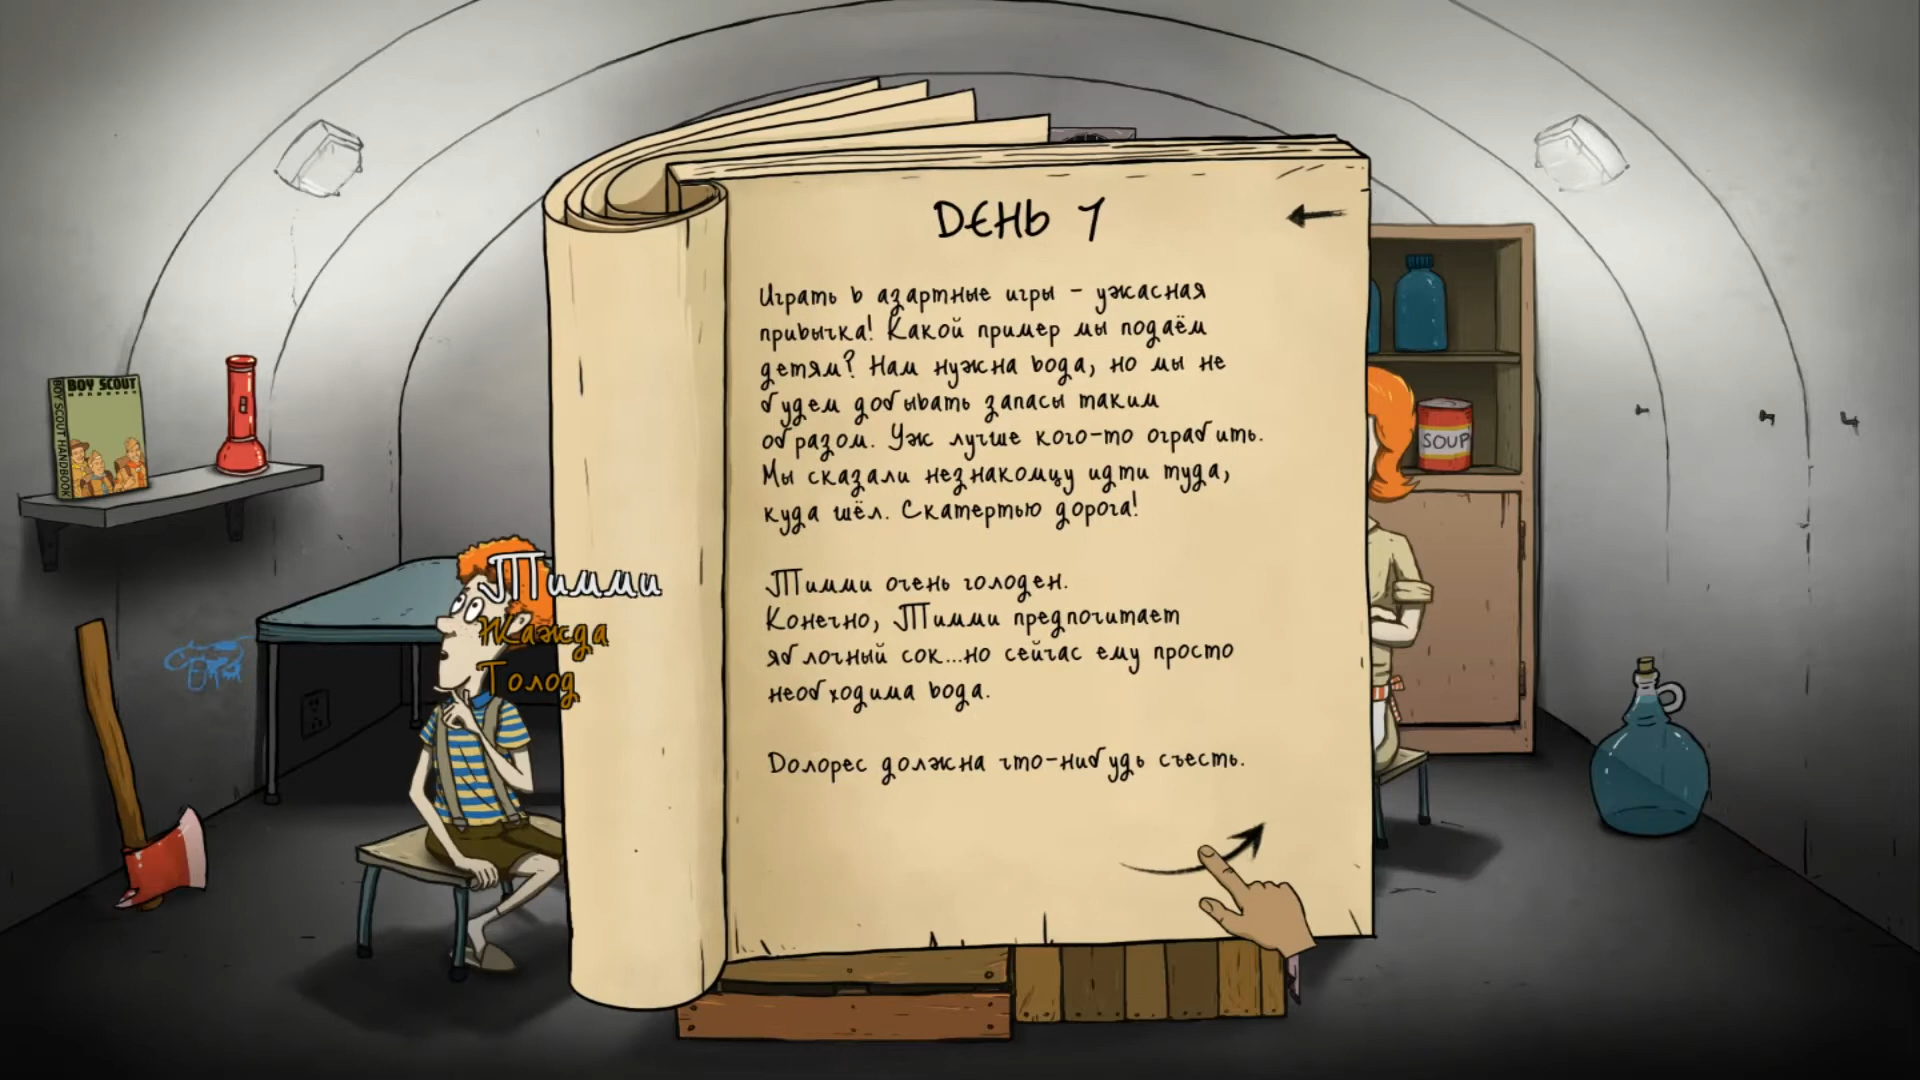 ДЕНЬ 7
Играть в азартные игры - ужасная
привычка! Какой пример мы подаём
детям? Нам нужна вода, но мы не
будем добывать запасы таким
образом. Уж лучше кого-то ограбить.
Мы сказали незнакомцу идти туда,
куда шёл. Скатертью дорога!
Тимми очень голоден.
Конечно, Тимми предпочитает
яблочный сок...но сейчас ему просто
необходима вода.
Долорес должна что-нибудь съесть.
Тимми
Жажда
Голод
BOY SCOUT
BOY SCOUT HANDBOOK
SOUP